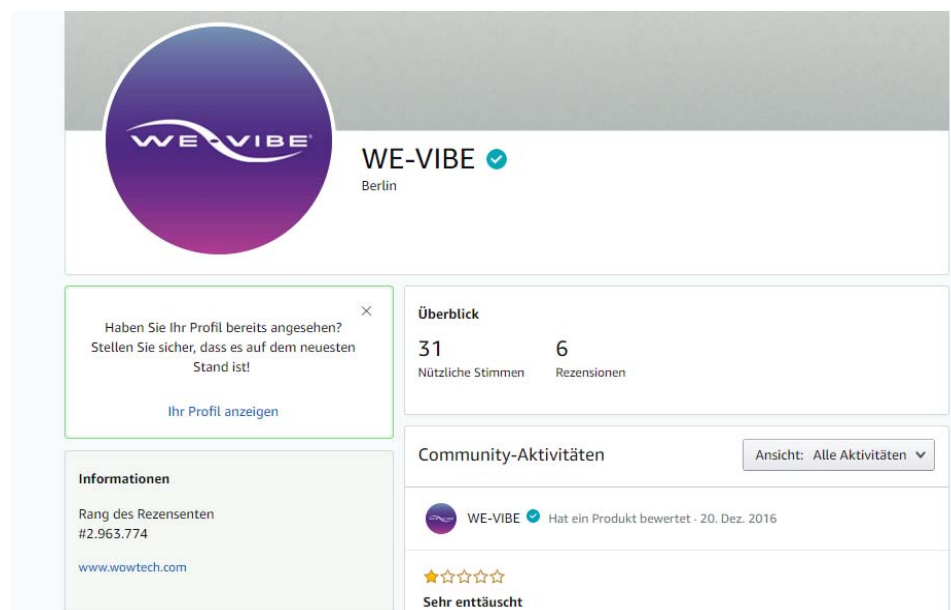 WE-VIBE
WE-VIBE
Berlin
Haben Sie Ihr Profil bereits angesehen?
Stellen Sie sicher, dass es auf dem neuesten
Stand ist!
Ihr Profil anzeigen
Informationen
Rang des Rezensenten
#2.963.774
www.wowtech.com
Überblick
31 6
Nützliche Stimmen Rezensionen
Community-Aktivitäten Ansicht: Alle Aktivitäten
WE-VIBE Hat ein Produkt bewertet · 20. Dez. 2016
Sehr enttäuscht